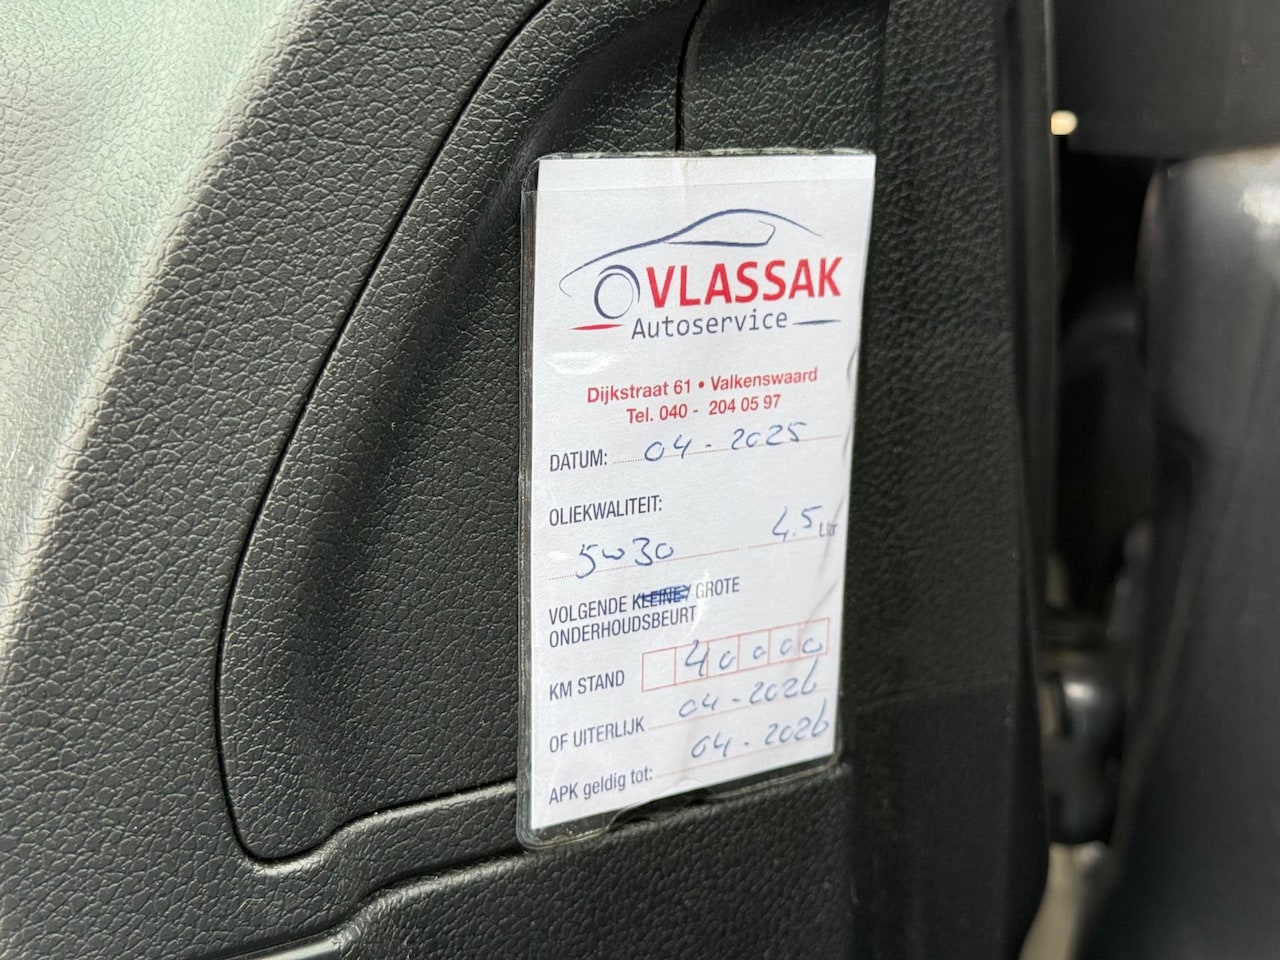 VLASSAK
Autoservice
Dijkstraat 61 • Valkenswaard
Tel. 040 - 204 05 97
DATUM: 04 - 2025
OLIEKWALITEIT:
5w30 4.5 Ltr
VOLGENDE KLEINE / GROTE
ONDERHOUDSBEURT
KM STAND 40000
OF UITERLIJK 04 - 2026
APK geldig tot: 04 - 2026